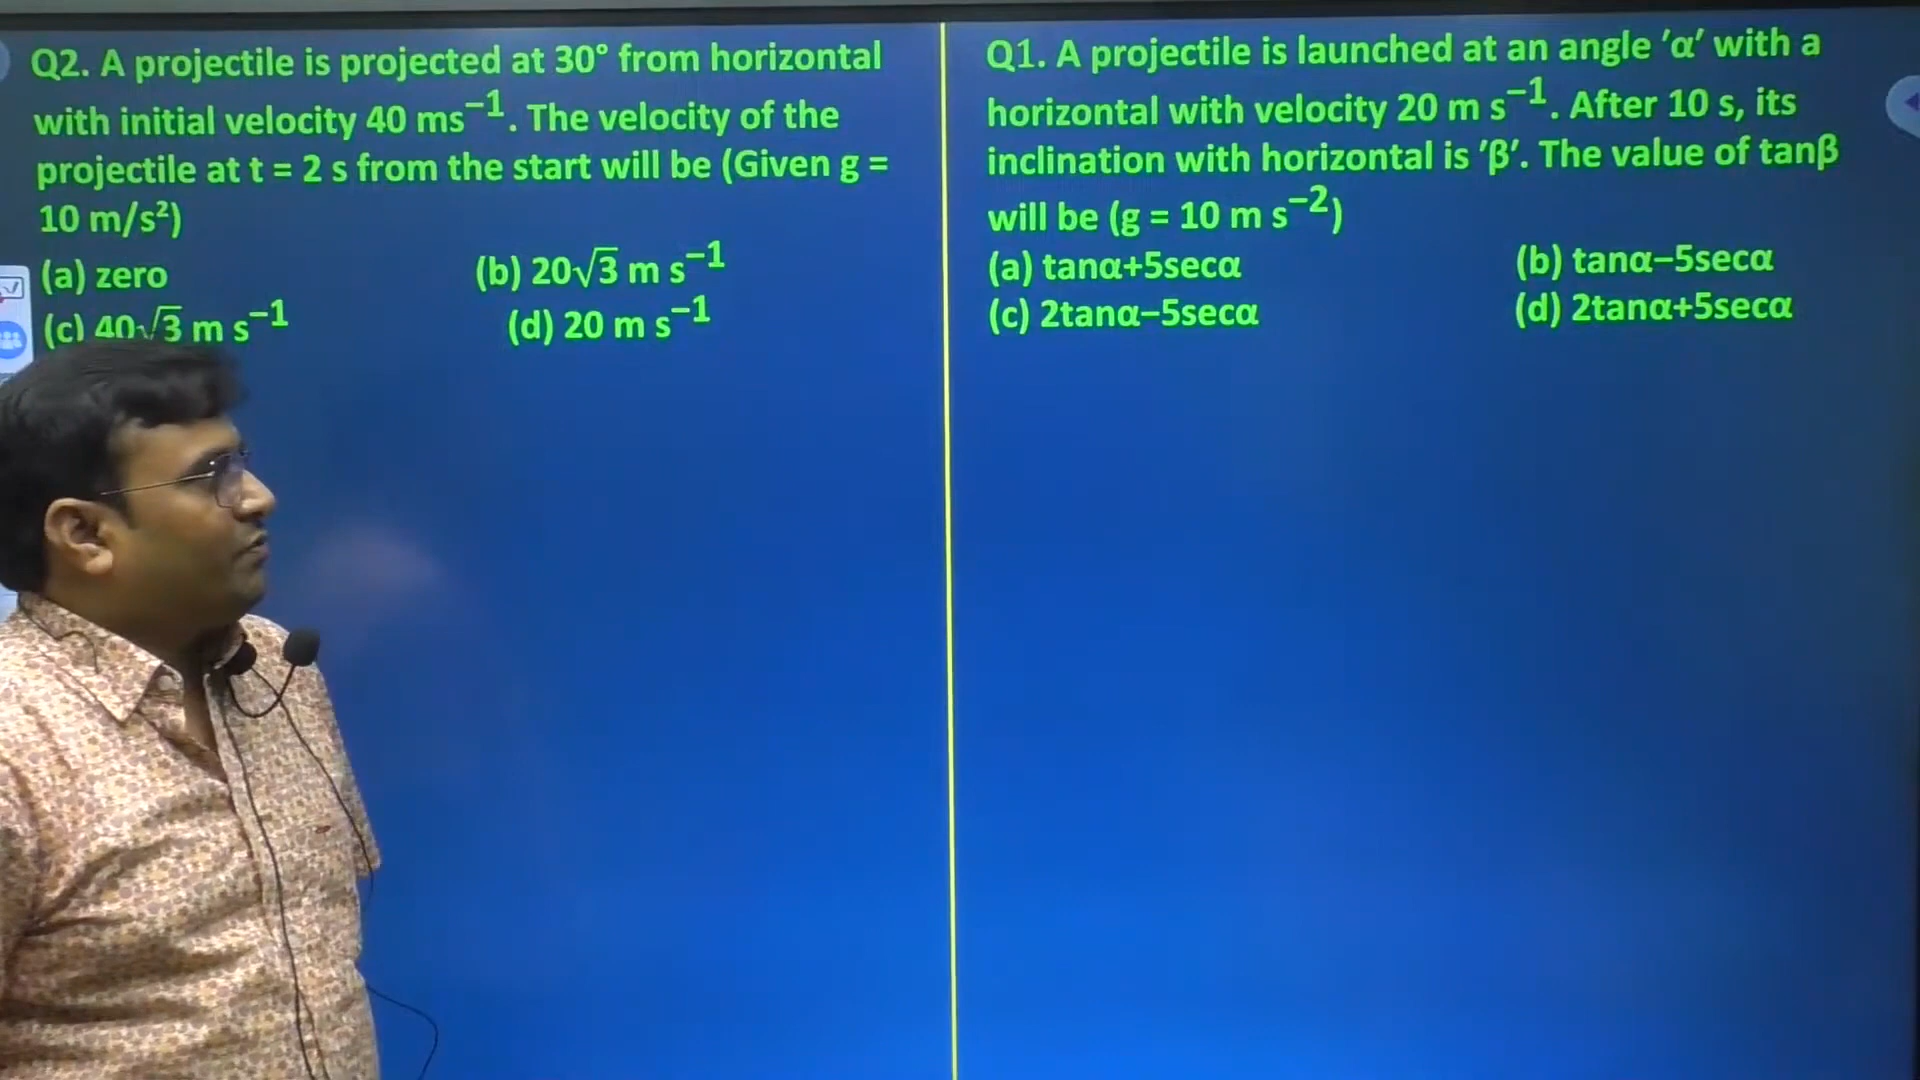 Q2. A projectile is projected at 30° from horizontal
with initial velocity 40 ms⁻¹. The velocity of the
projectile at t = 2 s from the start will be (Given g =
10 m/s²)
(a) zero (b) 20√3 m s⁻¹
(c) 40√3 m s⁻¹ (d) 20 m s⁻¹
Q1. A projectile is launched at an angle ′α′ with a
horizontal with velocity 20 m s⁻¹. After 10 s, its
inclination with horizontal is ′β′. The value of tanβ
will be (g = 10 m s⁻²)
(a) tanα+5secα (b) tanα−5secα
(c) 2tanα−5secα (d) 2tanα+5secα